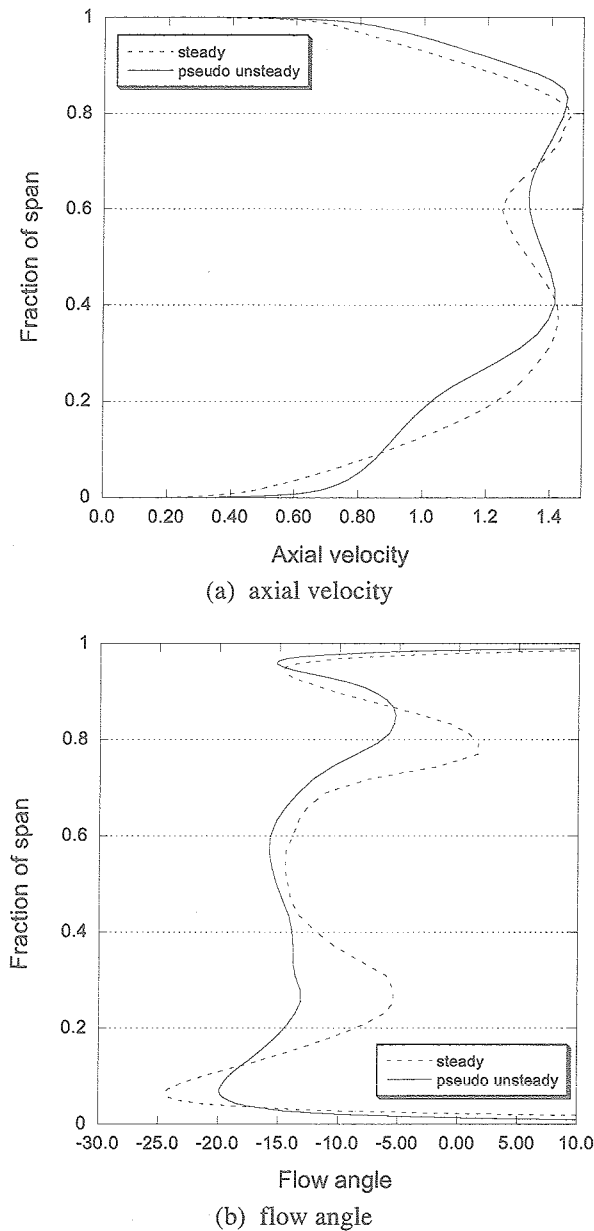 1
0.8
0.6
0.4
0.2
0
Fraction of span
steady
pseudo unsteady
0.0 0.20 0.40 0.60 0.80 1.0 1.2 1.4
Axial velocity
(a) axial velocity
1
0.8
0.6
0.4
0.2
0
Fraction of span
steady
pseudo unsteady
-30.0 -25.0 -20.0 -15.0 -10.0 -5.00 0.00 5.00 10.0
Flow angle
(b) flow angle